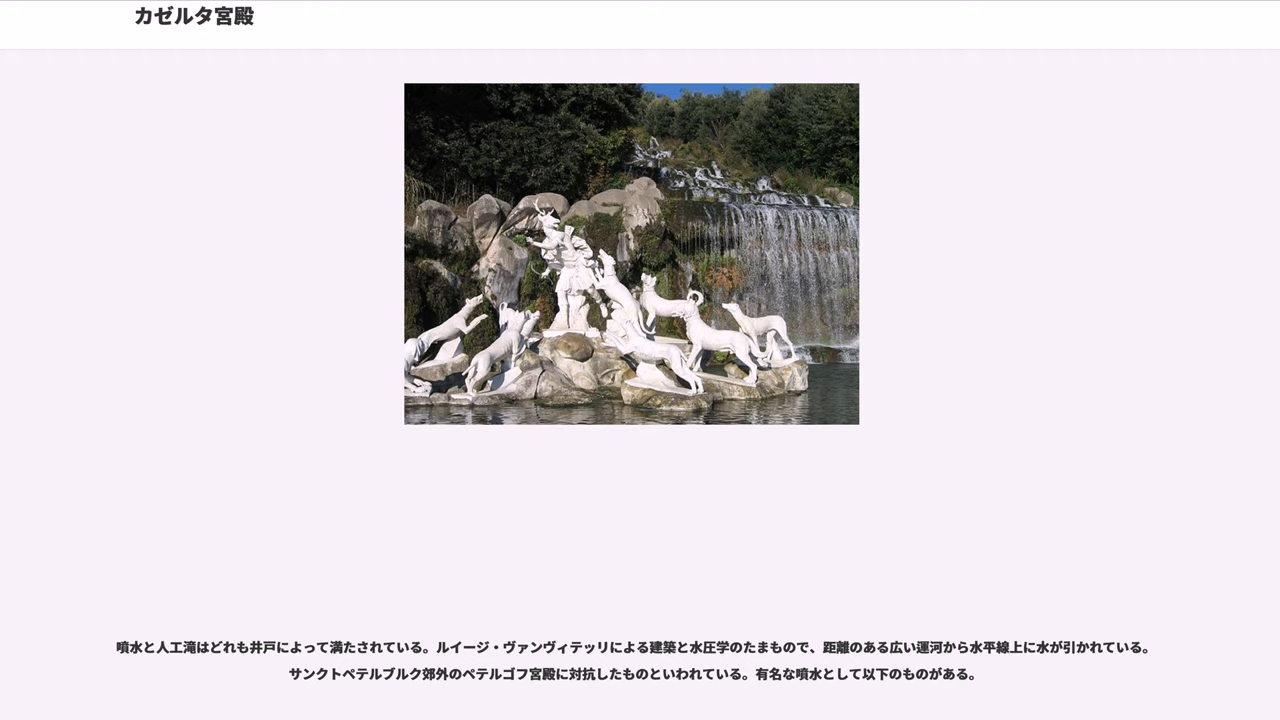 カゼルタ宮殿
噴水と人工滝はどれも井戸によって満たされている。ルイージ・ヴァンヴィテッリによる建築と水圧学のたまもので、距離のある広い運河から水平線上に水が引かれている。
サンクトペテルブルク郊外のペテルゴフ宮殿に対抗したものといわれている。有名な噴水として以下のものがある。